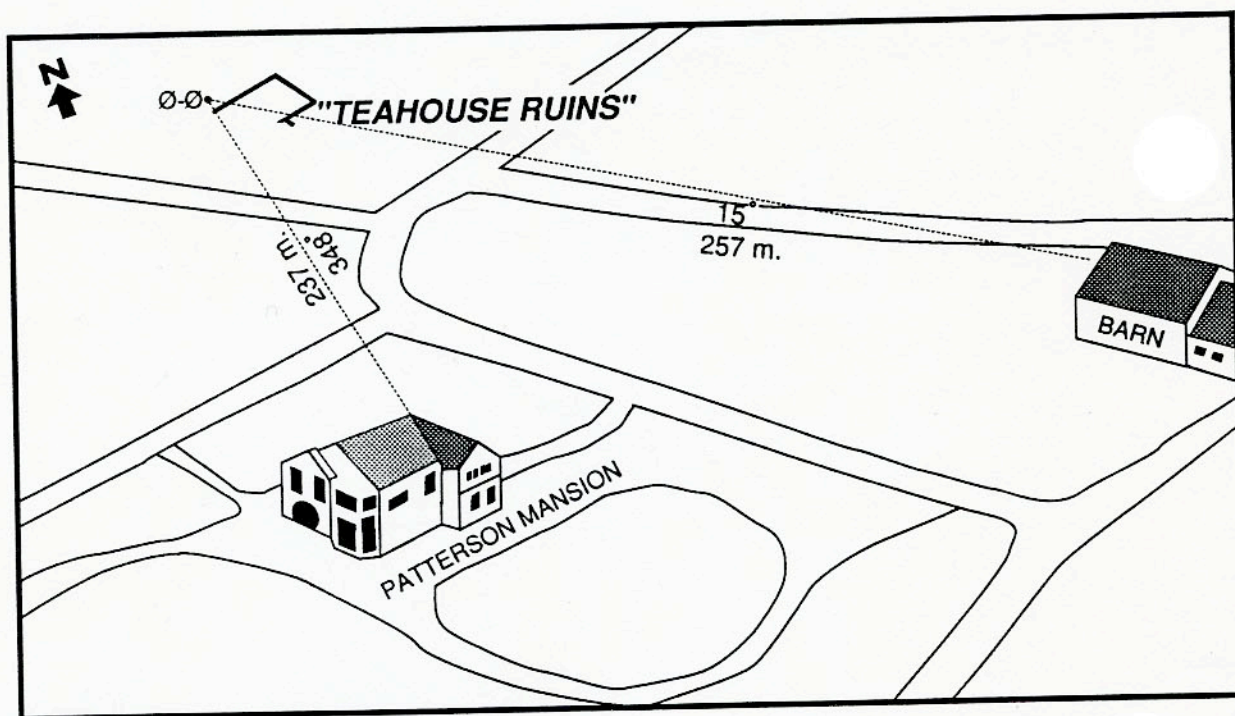 N
Ø-Ø
"TEAHOUSE RUINS"
15°
257 m.
348°
237 m.
BARN
PATTERSON MANSION